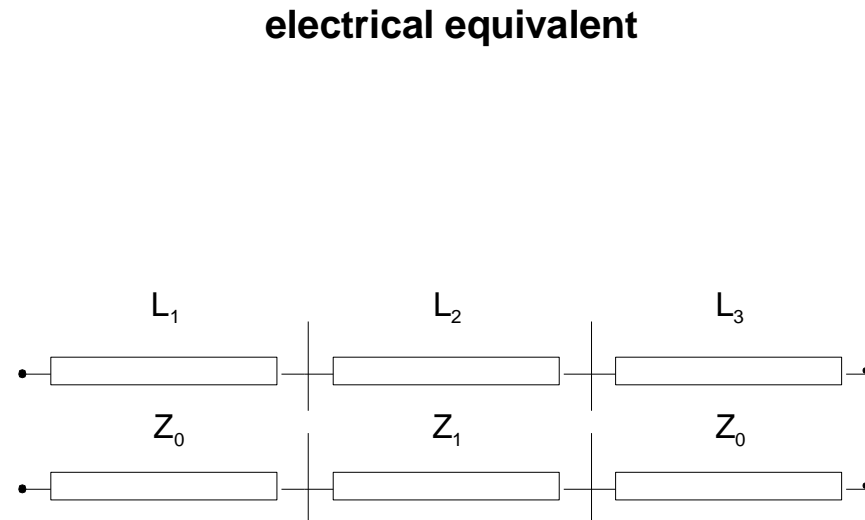 electrical equivalent
L₁ L₂ L₃
Z₀ Z₁ Z₀